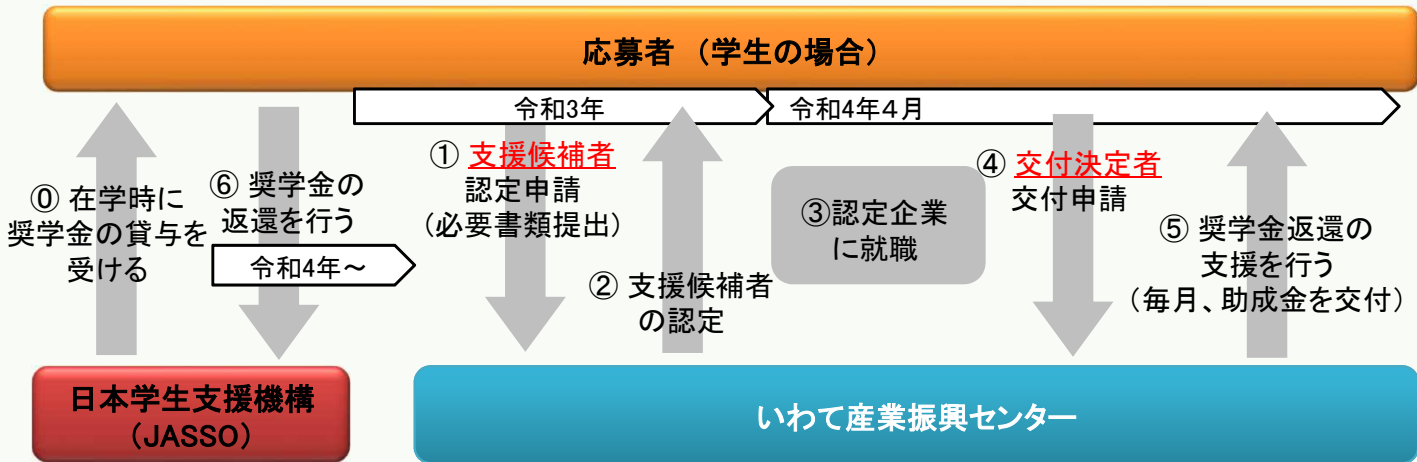 応募者 （学生の場合）
令和3年
令和4年４月
⓪ 在学時に
奨学金の貸与を
受ける
⑥ 奨学金の
返還を行う
令和4年～
① 支援候補者
認定申請
（必要書類提出）
② 支援候補者
の認定
③認定企業
に就職
④ 交付決定者
交付申請
⑤ 奨学金返還の
支援を行う
（毎月、助成金を交付）
日本学生支援機構
（JASSO）
いわて産業振興センター